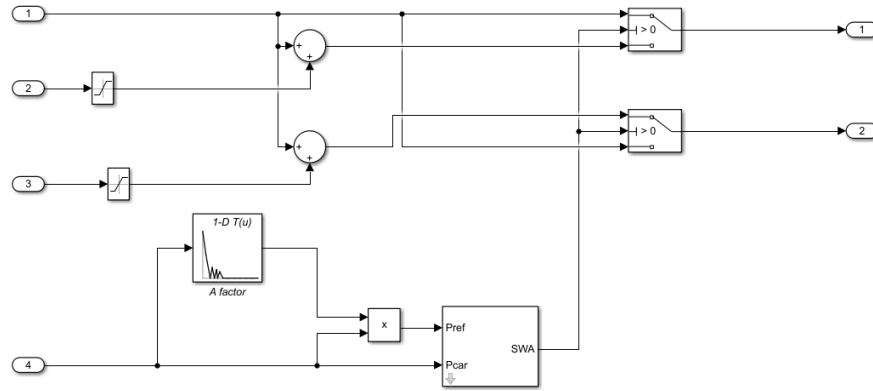 1
> 0
1
+
+
2
> 0
2
+
+
3
1-D T(u)
A factor
x
Pref
SWA
4
Pcar